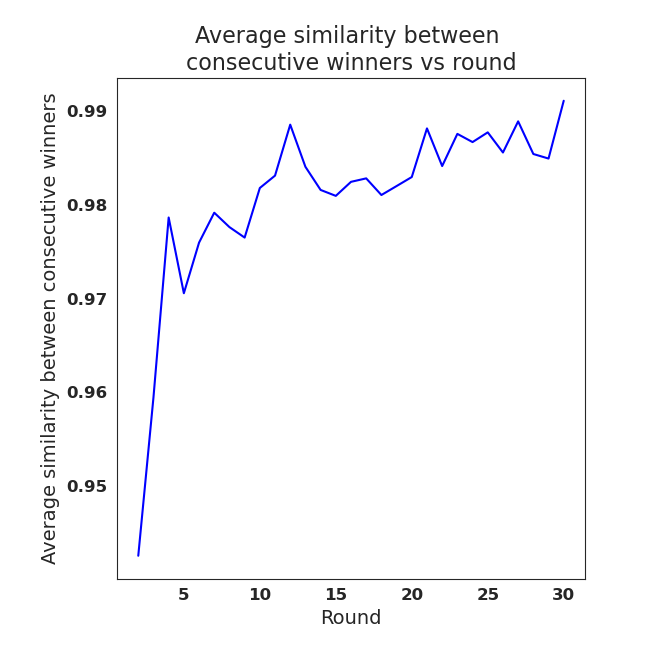 Average similarity between
consecutive winners vs round
Average similarity between consecutive winners
0.99
0.98
0.97
0.96
0.95
5 10 15 20 25 30
Round